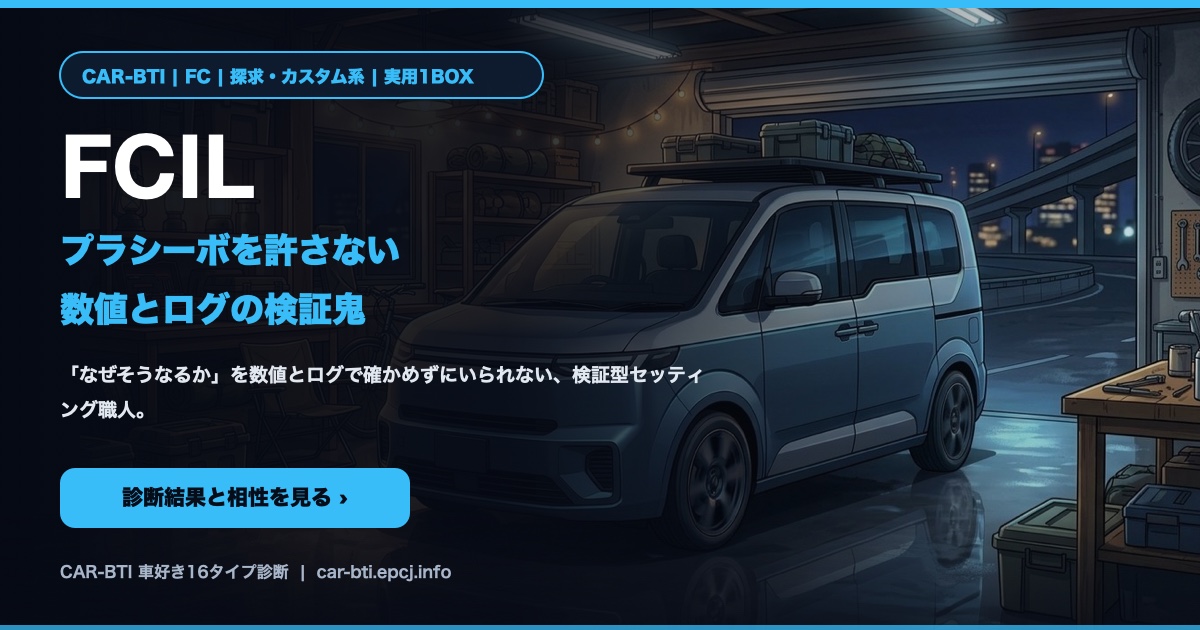 CAR-BTI | FC | 探求・カスタム系 | 実用1BOX
FCIL
プラシーボを許さない
数値とログの検証鬼
「なぜそうなるか」を数値とログで確かめずにいられない、検証型セッティ
ング職人。
診断結果と相性を見る ›
CAR-BTI 車好き16タイプ診断 | car-bti.epcj.info